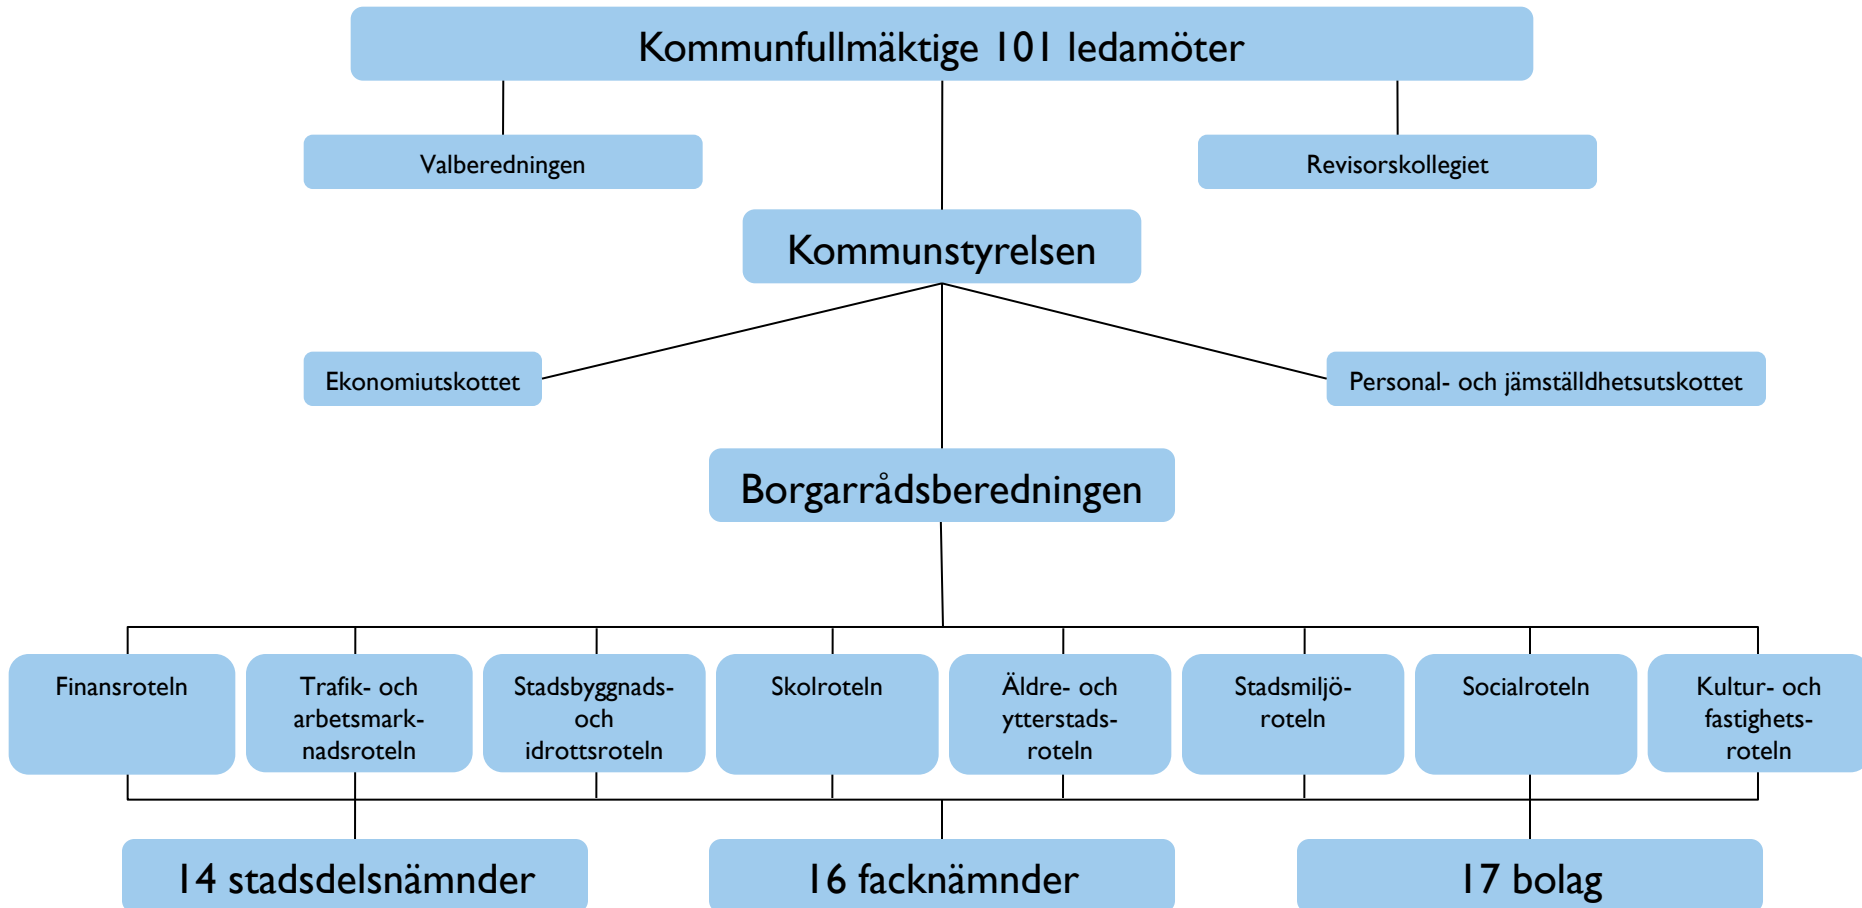 Kommunfullmäktige 101 ledamöter
Valberedningen
Revisorskollegiet
Kommunstyrelsen
Ekonomiutskottet
Personal- och jämställdhetsutskottet
Borgarrådsberedningen
Finansroteln
Trafik- och
arbetsmark-
nadsroteln
Stadsbyggnads-
och
idrottsroteln
Skolroteln
Äldre- och
ytterstads-
roteln
Stadsmiljö-
roteln
Socialroteln
Kultur- och
fastighets-
roteln
14 stadsdelsnämnder
16 facknämnder
17 bolag